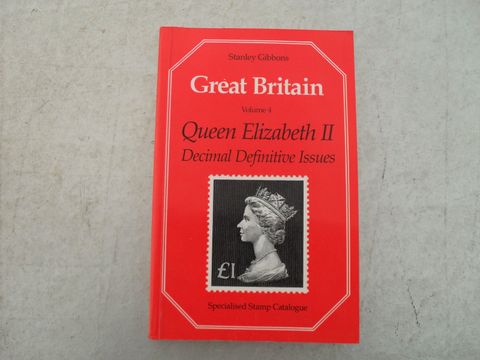 Stanley Gibbons
Great Britain
Volume 4
Queen Elizabeth II
Decimal Definitive Issues
£1
Specialised Stamp Catalogue